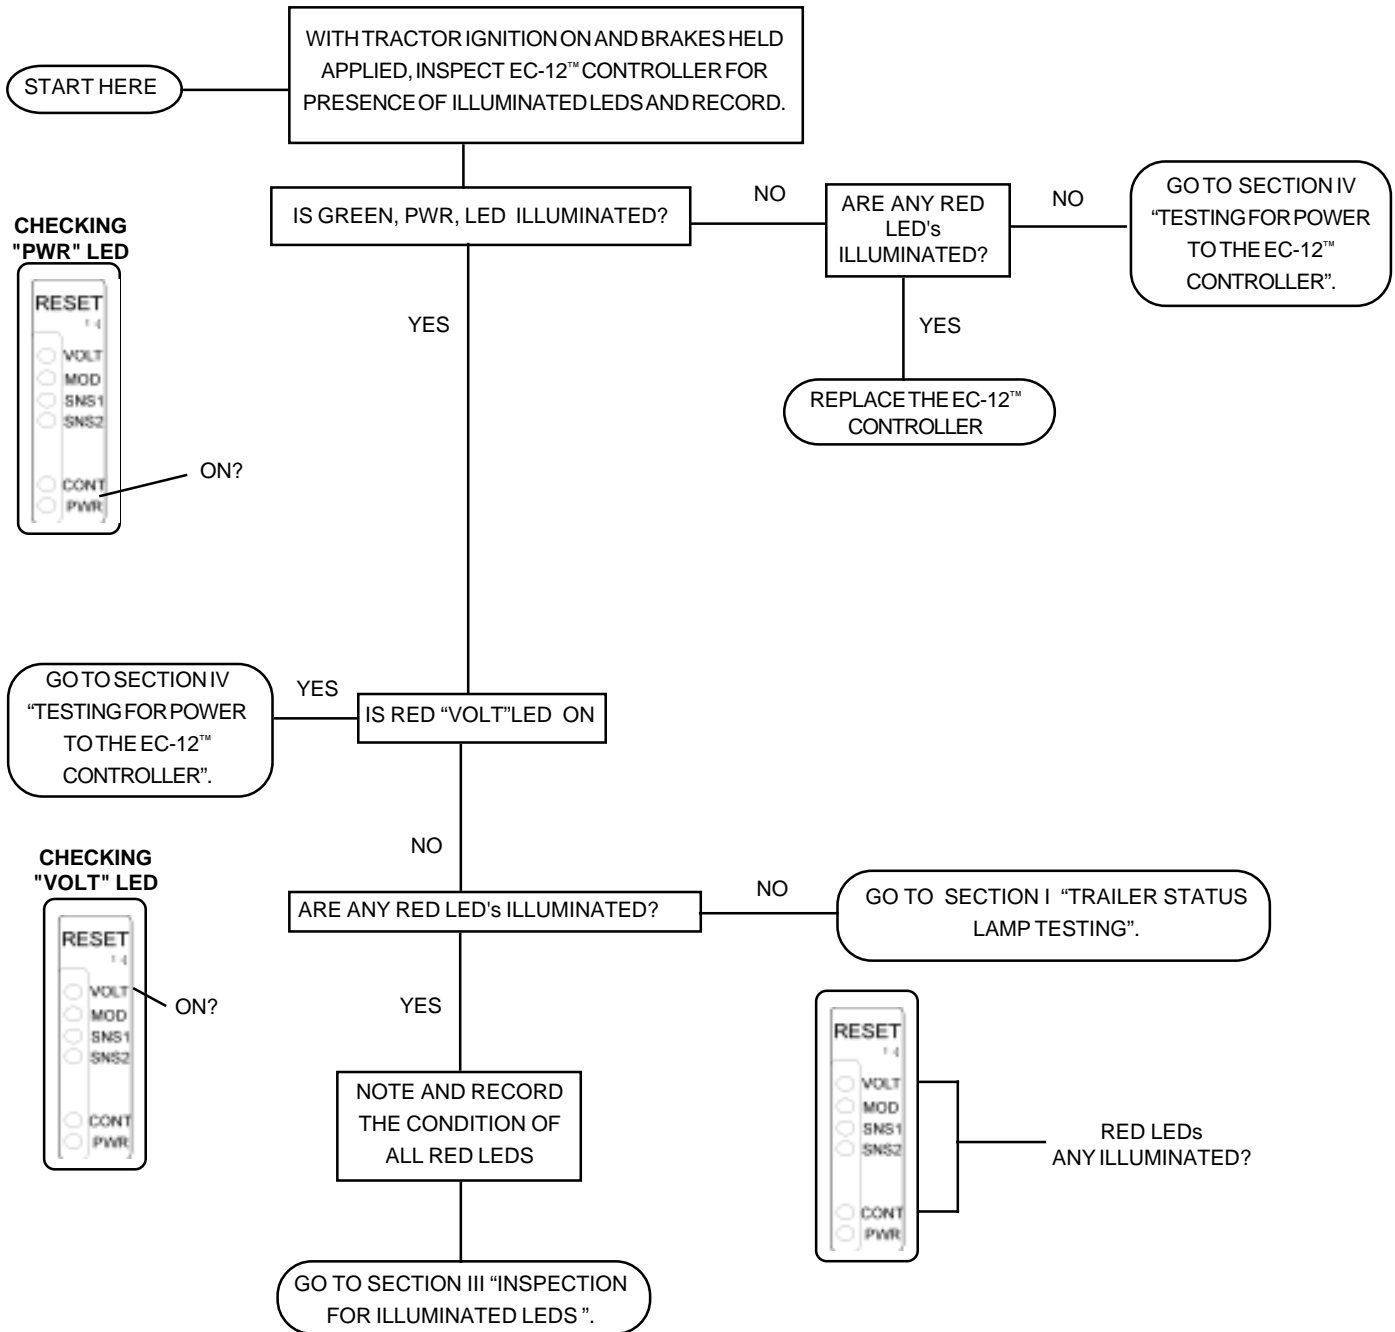 START HERE
WITH TRACTOR IGNITION ON AND BRAKES HELD
APPLIED, INSPECT EC-12™ CONTROLLER FOR
PRESENCE OF ILLUMINATED LEDS AND RECORD.
IS GREEN, PWR, LED ILLUMINATED?
NO
ARE ANY RED
LED's
ILLUMINATED?
NO
GO TO SECTION IV
“TESTING FOR POWER
TO THE EC-12™
CONTROLLER”.
YES
REPLACE THE EC-12™
CONTROLLER
CHECKING
"PWR" LED
RESET
VOLT
MOD
SNS1
SNS2
CONT
PWR
ON?
YES
GO TO SECTION IV
“TESTING FOR POWER
TO THE EC-12™
CONTROLLER”.
YES
IS RED “VOLT”LED ON
NO
CHECKING
"VOLT" LED
RESET
VOLT
MOD
SNS1
SNS2
CONT
PWR
ON?
ARE ANY RED LED's ILLUMINATED?
NO
GO TO SECTION I “TRAILER STATUS
LAMP TESTING”.
YES
NOTE AND RECORD
THE CONDITION OF
ALL RED LEDS
RESET
VOLT
MOD
SNS1
SNS2
CONT
PWR
RED LEDs
ANY ILLUMINATED?
GO TO SECTION III “INSPECTION
FOR ILLUMINATED LEDS ”.